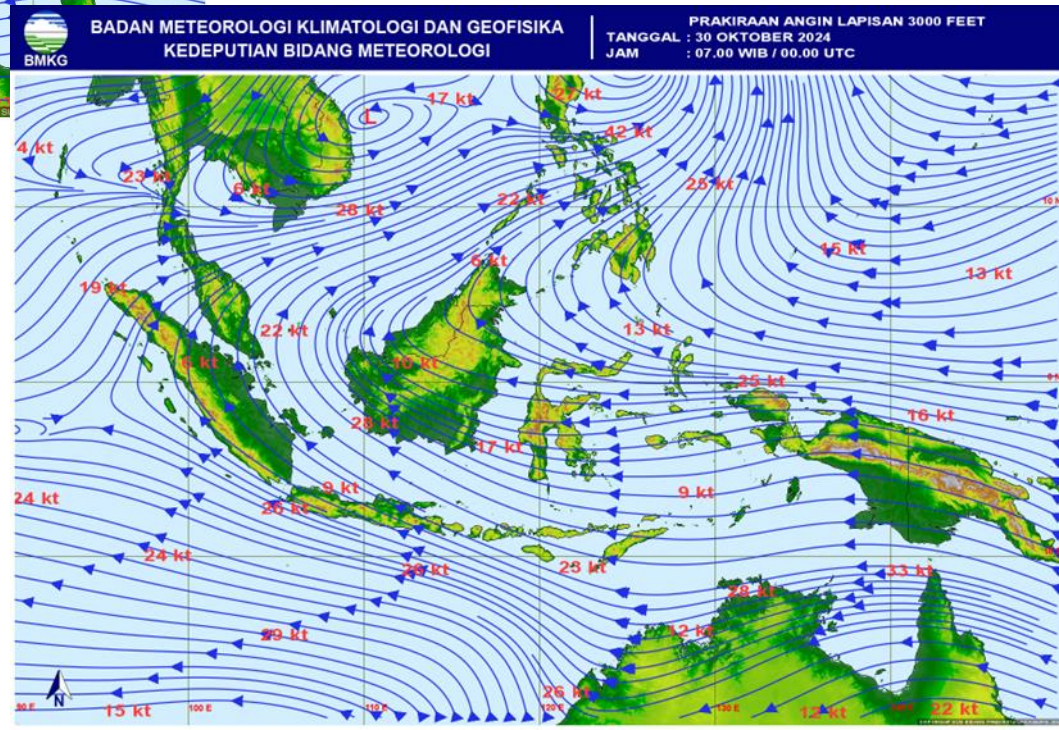 BADAN METEOROLOGI KLIMATOLOGI DAN GEOFISIKA
KEDEPUTIAN BIDANG METEOROLOGI
BMKG
PRAKIRAAN ANGIN LAPISAN 3000 FEET
TANGGAL : 30 OKTOBER 2024
JAM : 07.00 WIB / 00.00 UTC
17 kt
27 kt
L
42 kt
4 kt
23 kt
6 kt
25 kt
22 kt
28 kt
10 N
15 kt
6 kt
13 kt
19 kt
22 kt
13 kt
6 kt
10 kt
25 kt
0 N
28 kt
16 kt
17 kt
9 kt
9 kt
24 kt
26 kt
24 kt
23 kt
33 kt
28 kt
12 kt
29 kt
26 kt
N
90 E
15 kt
100 E
110 E
120 E
130 E
12 kt
22 kt